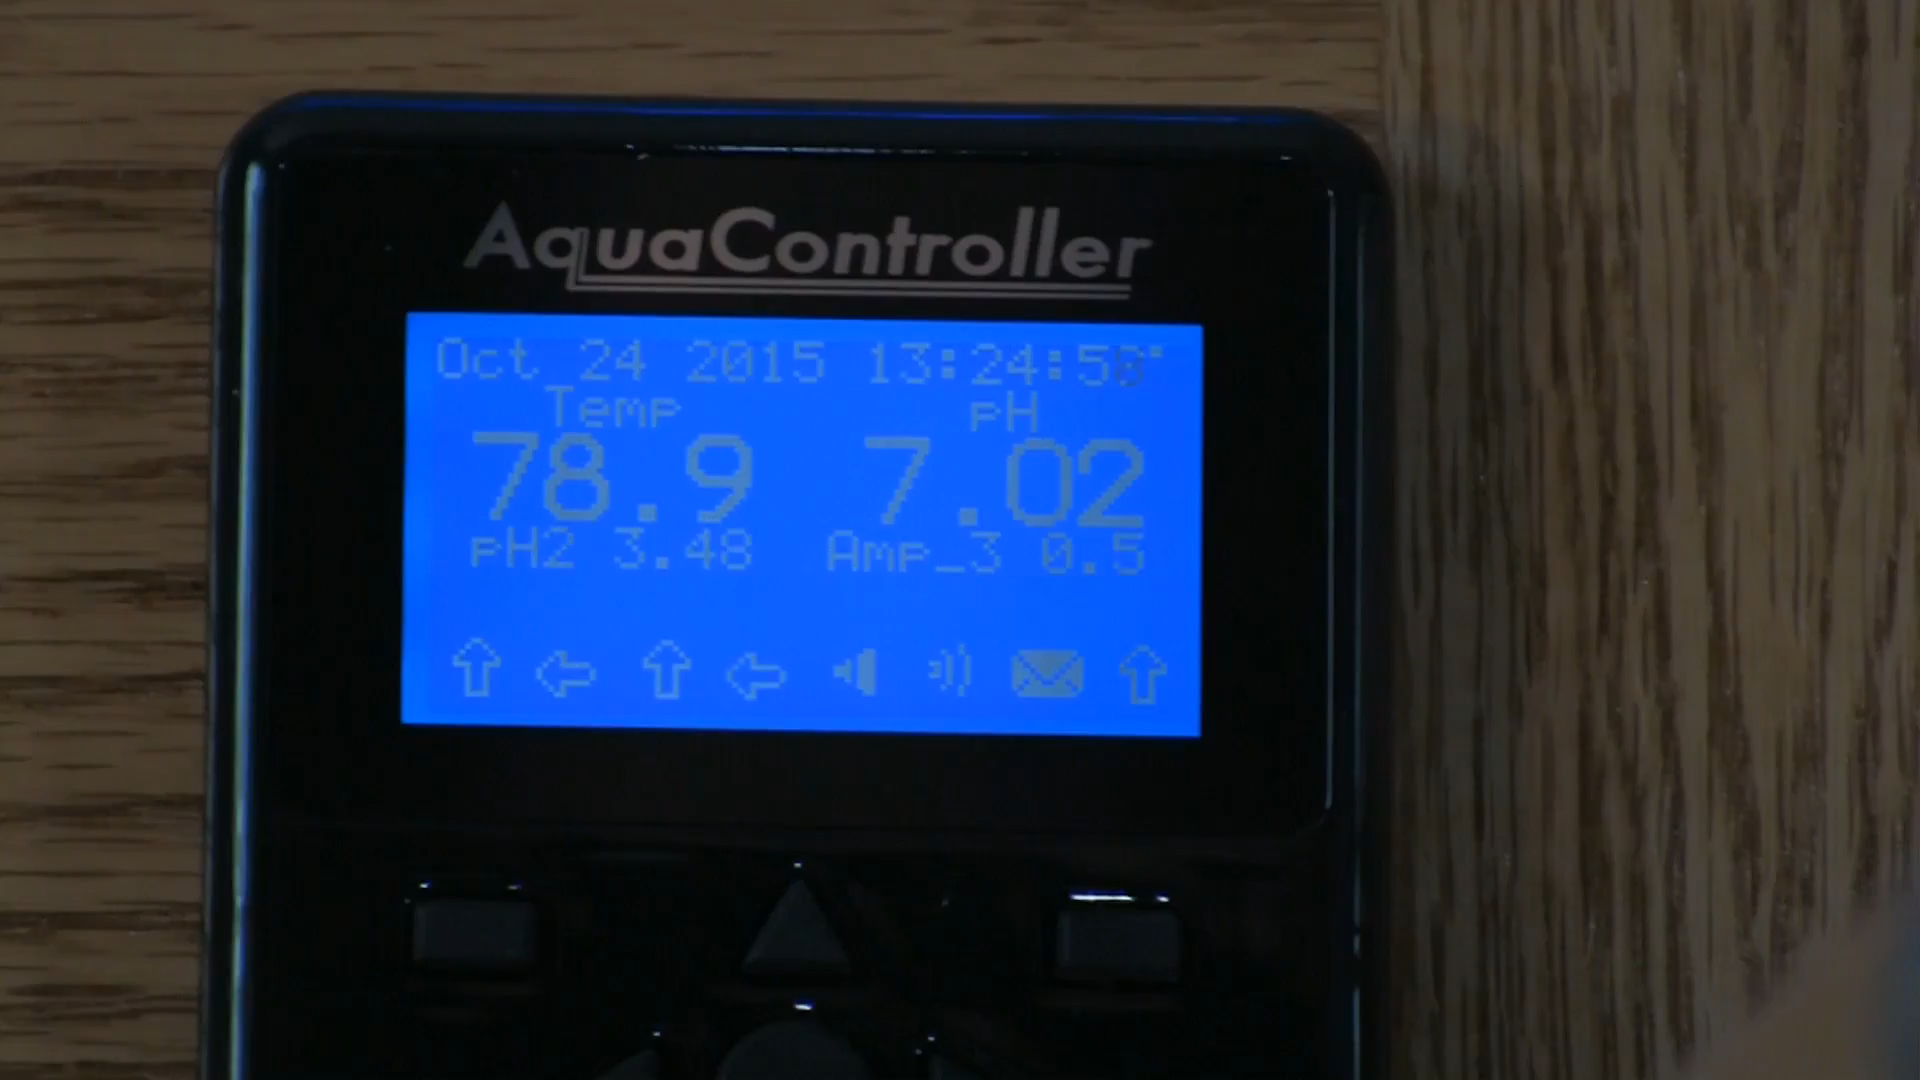 AquaController
Oct 24 2015 13:24:58
Temp pH
78.9 7.02
pH2 3.48 Amp_3 0.5